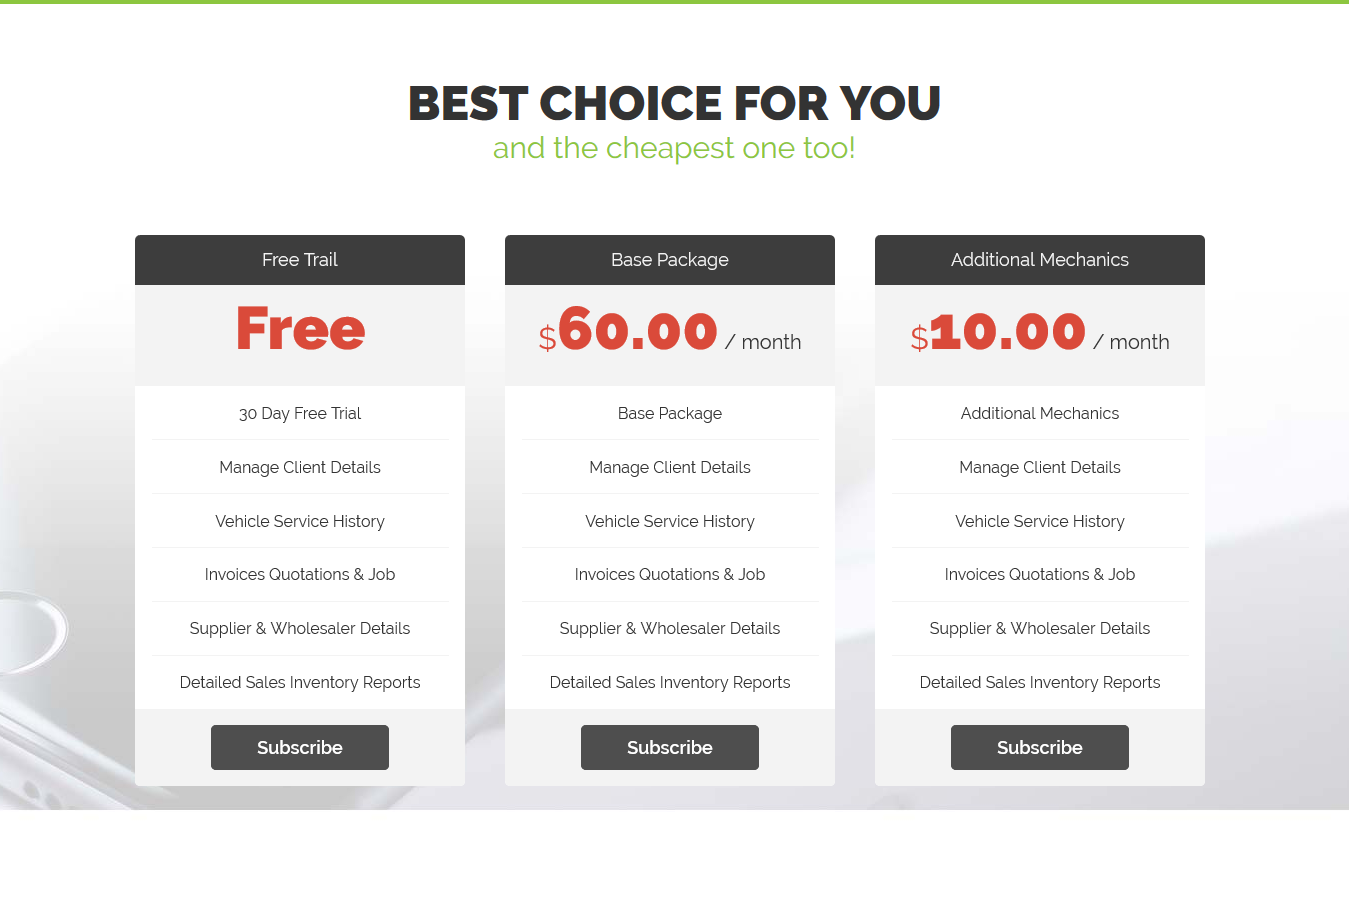 BEST CHOICE FOR YOU
and the cheapest one too!
Free Trail
Free
30 Day Free Trial
Manage Client Details
Vehicle Service History
Invoices Quotations & Job
Supplier & Wholesaler Details
Detailed Sales Inventory Reports
Subscribe
Base Package
$60.00 / month
Base Package
Manage Client Details
Vehicle Service History
Invoices Quotations & Job
Supplier & Wholesaler Details
Detailed Sales Inventory Reports
Subscribe
Additional Mechanics
$10.00 / month
Additional Mechanics
Manage Client Details
Vehicle Service History
Invoices Quotations & Job
Supplier & Wholesaler Details
Detailed Sales Inventory Reports
Subscribe